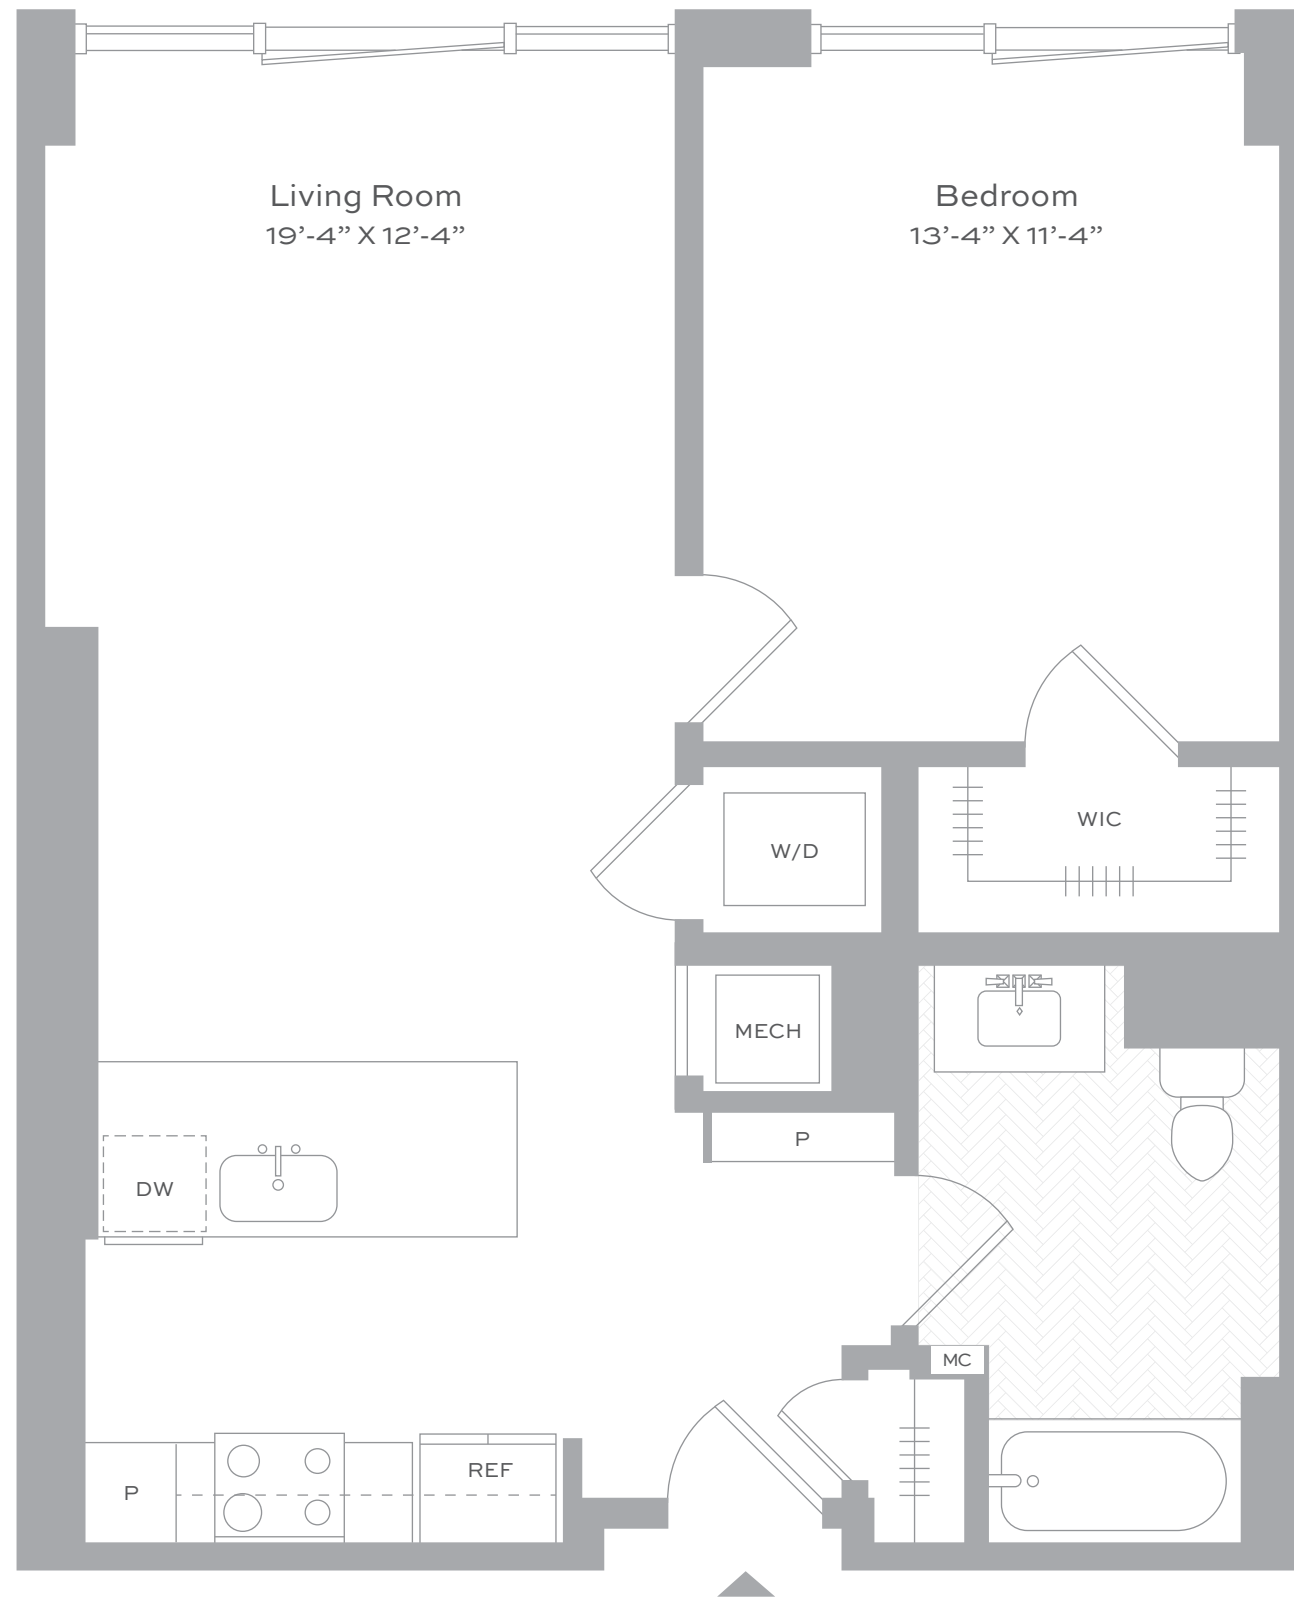 Living Room
19’-4” X 12’-4”
Bedroom
13’-4” X 11’-4”
WIC
W/D
MECH
P
DW
MC
REF
P